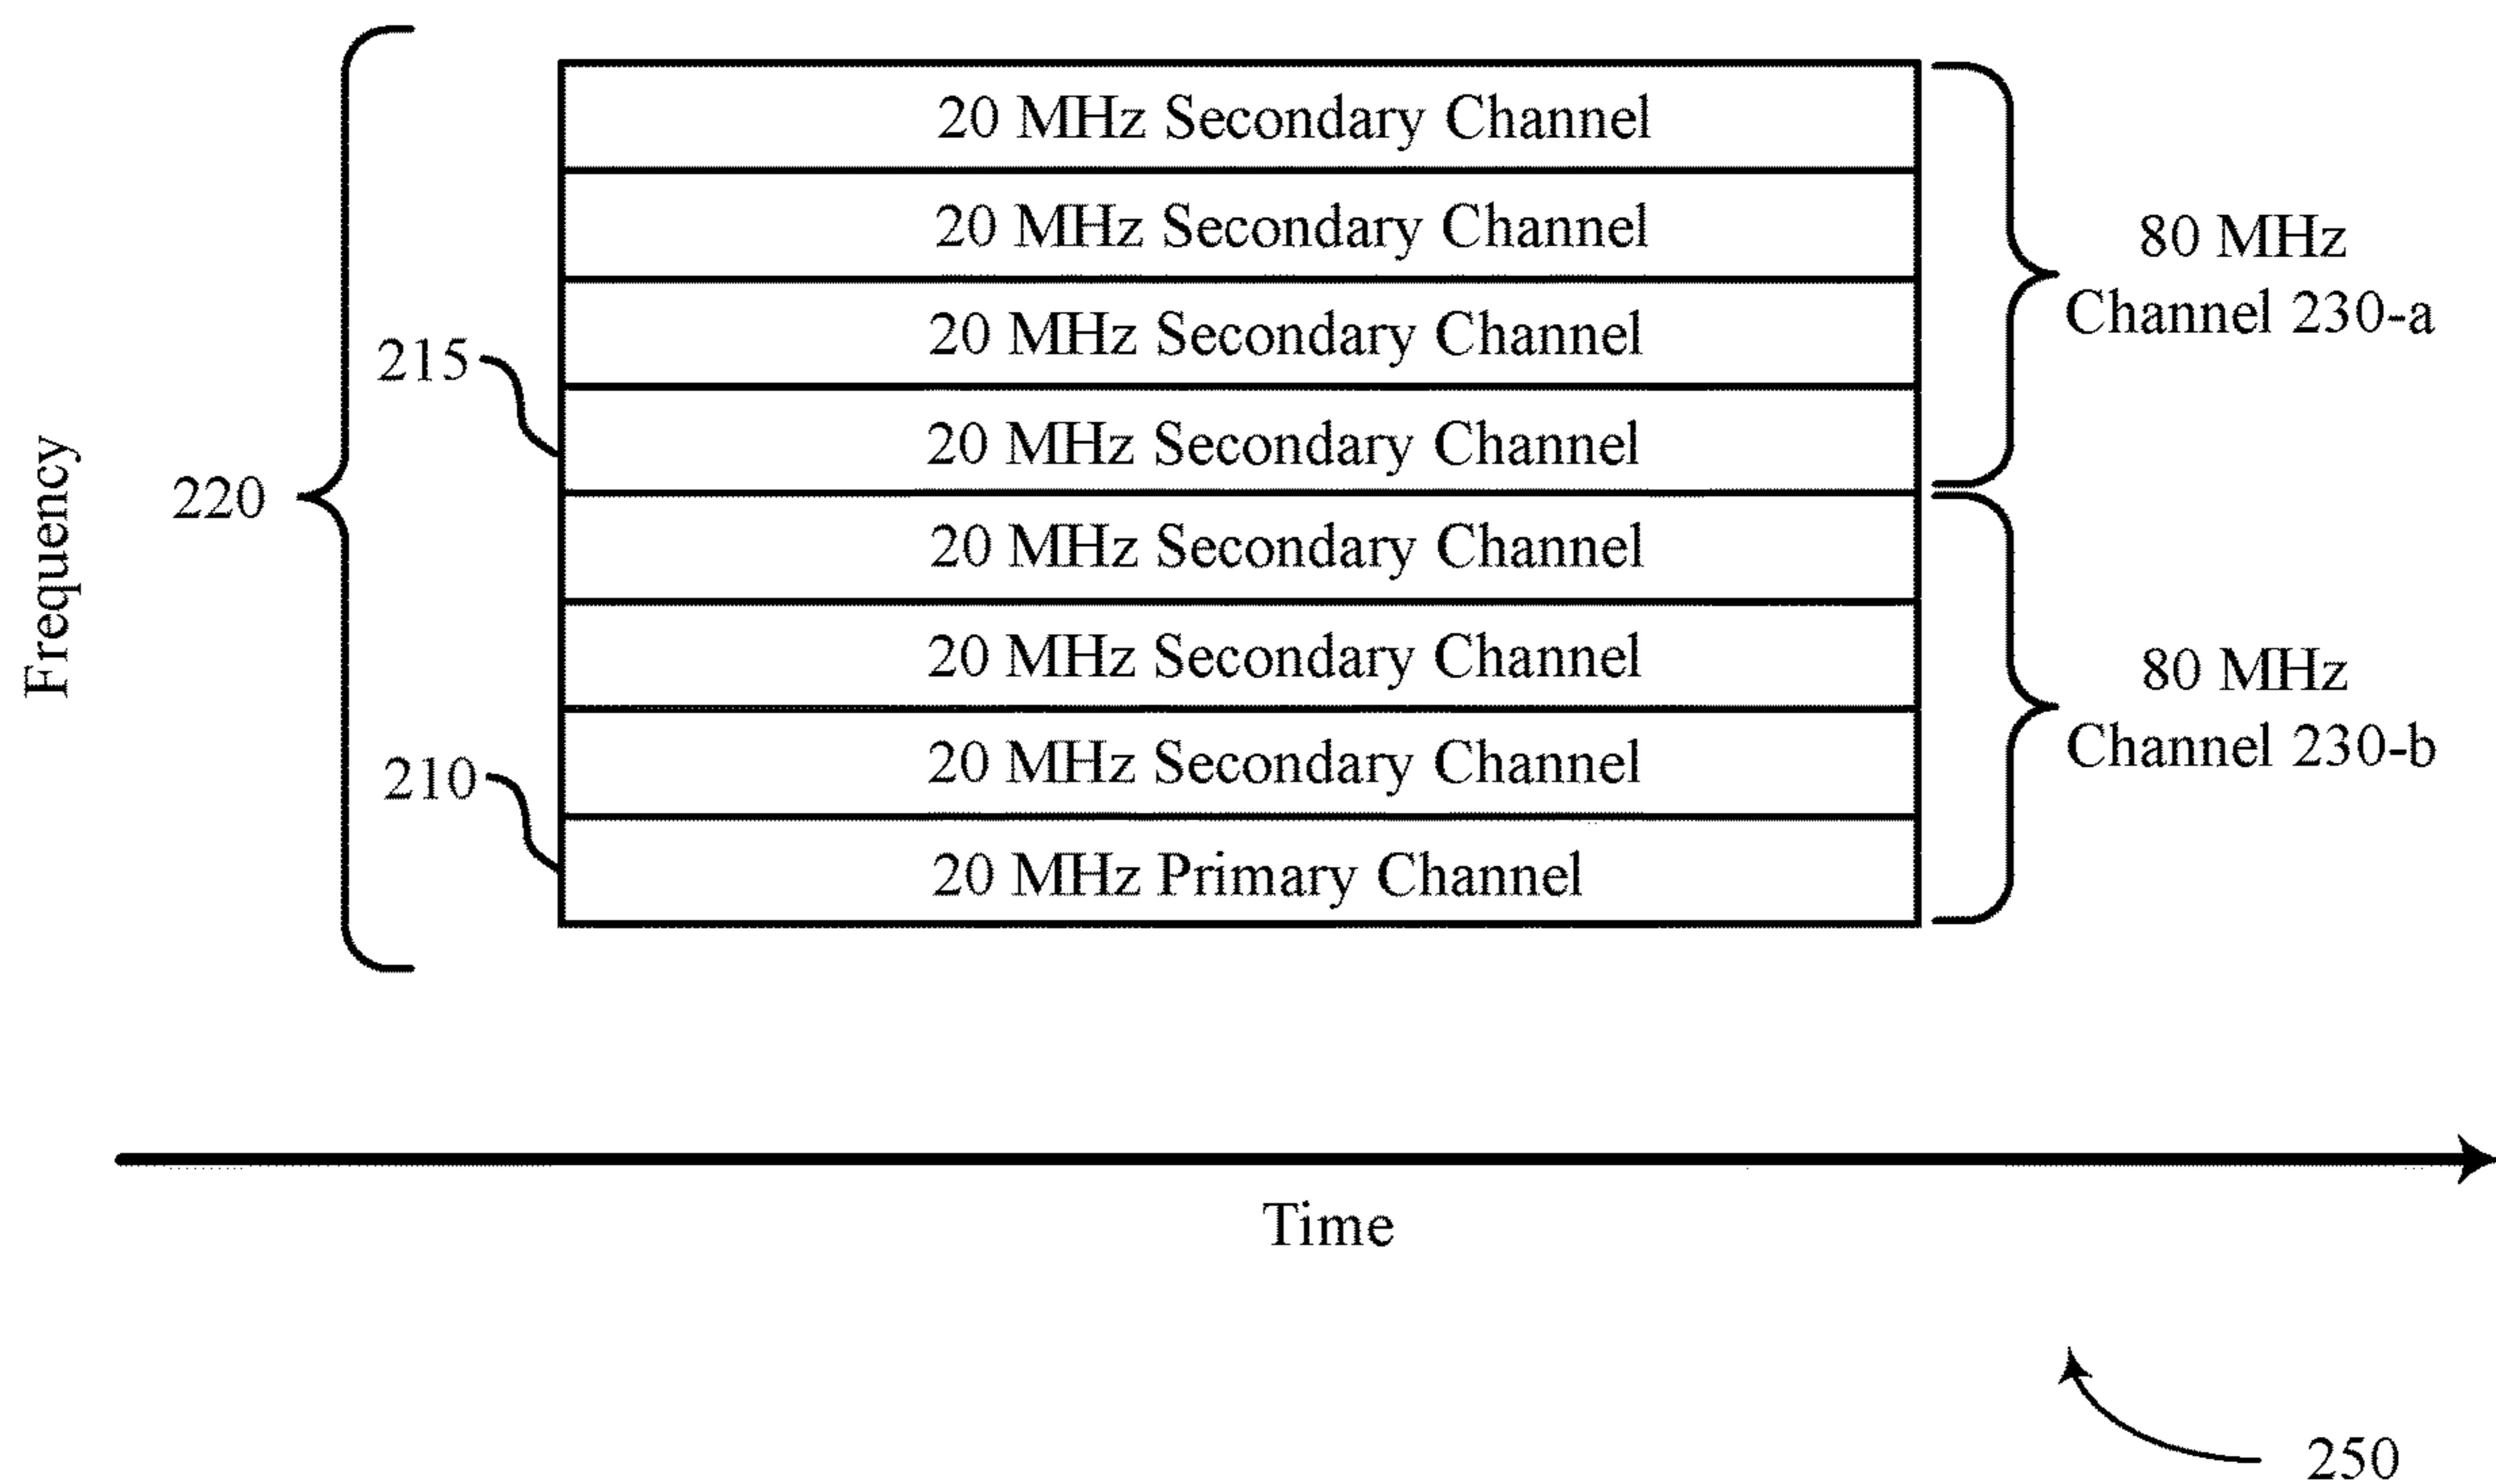 20 MHz Secondary Channel
20 MHz Secondary Channel
20 MHz Secondary Channel
20 MHz Secondary Channel
20 MHz Secondary Channel
20 MHz Secondary Channel
20 MHz Secondary Channel
20 MHz Primary Channel
215
210
220
Frequency
80 MHz
Channel 230-a
80 MHz
Channel 230-b
Time
250